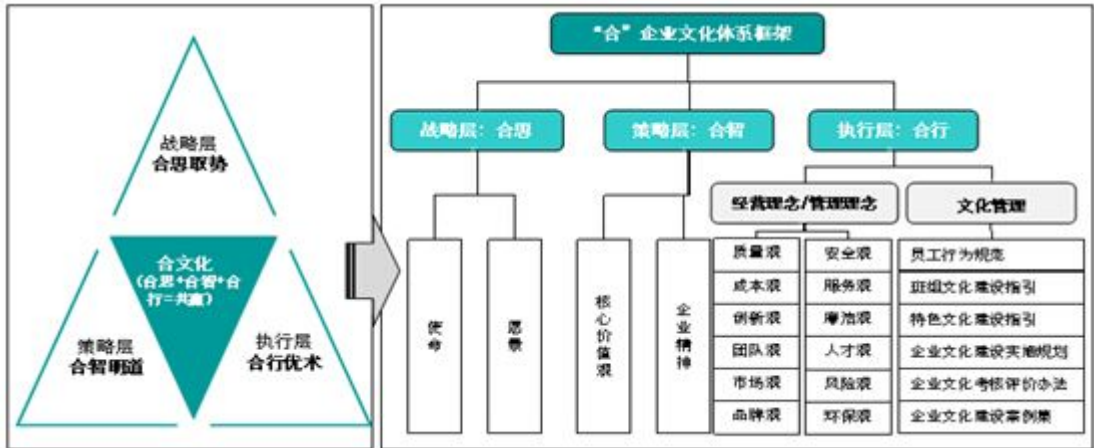 战略层
合思取势
合文化
(合思+合智+合
行=共赢)
策略层
合智明道
执行层
合行优术
“合”企业文化体系框架
战略层：合思
策略层：合智
执行层：合行
经营理念/管理理念
文化管理
使命
愿景
核心价值观
企业精神
质量观
安全观
成本观
服务观
创新观
廉洁观
团队观
人才观
市场观
风险观
品牌观
环保观
员工行为规范
班组文化建设指引
特色文化建设指引
企业文化建设实施规划
企业文化考核评价办法
企业文化建设案例集